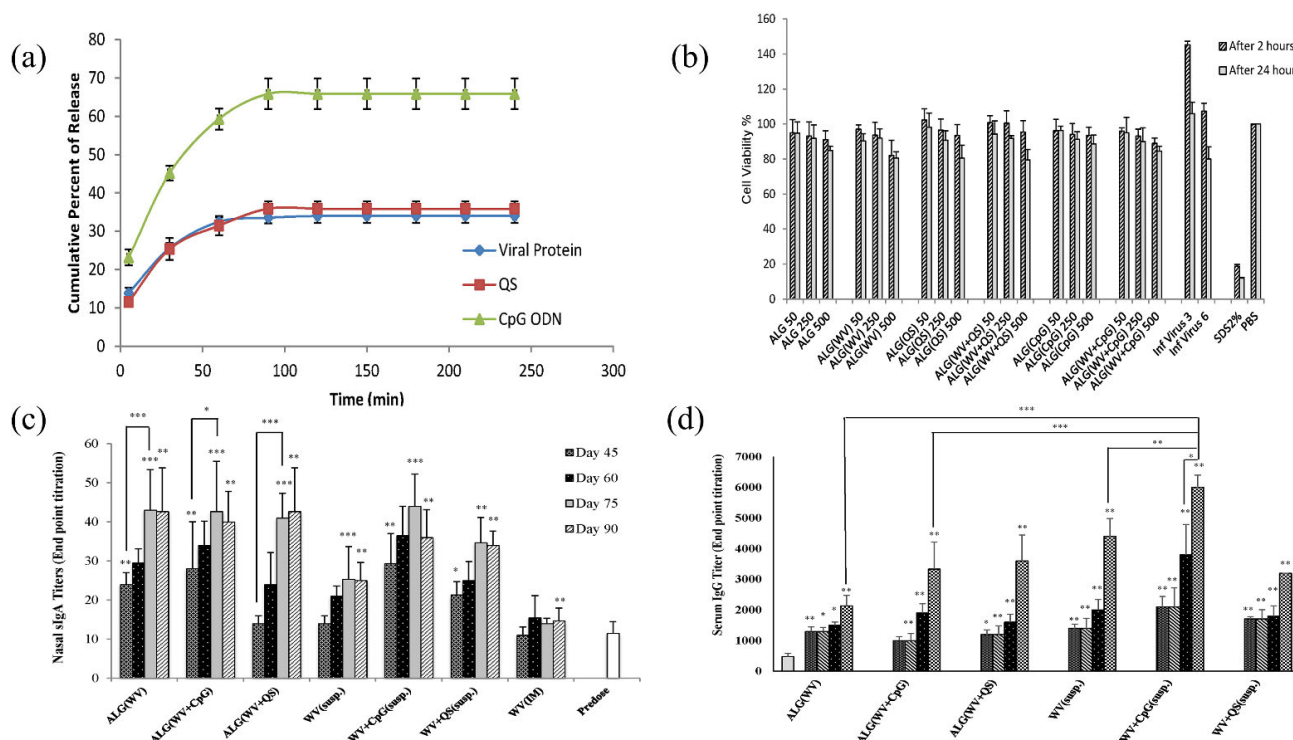 (a)
80
70
60
50
40
30
20
10
0
0 50 100 150 200 250 300
Cumulative Percent of Release
Time (min)
Viral Protein
QS
CpG ODN
(b)
160
140
120
100
80
60
40
20
0
Cell Viability %
After 2 hours
After 24 hour
ALG 50
ALG 250
ALG 500
ALG(WV) 50
ALG(WV) 250
ALG(WV) 500
ALG(QS) 50
ALG(QS) 250
ALG(QS) 500
ALG(WV+QS) 50
ALG(WV+QS) 250
ALG(WV+QS) 500
ALG(CpG) 50
ALG(CpG) 250
ALG(CpG) 500
ALG(WV+CpG) 50
ALG(WV+CpG) 250
ALG(WV+CpG) 500
Inf Virus 3
Inf Virus 6
SDS2%
PBS
(c)
60
50
40
30
20
10
0
Nasal sIgA Titers (End point titration)
*** * ***
** *** ** ** *** ** *** ** *** ** ** *** ** * ** ** **
Day 45
Day 60
Day 75
Day 90
ALG(WV)
ALG(WV+CpG)
ALG(WV+QS)
WV(susp.)
WV+CpG(susp.)
WV+QS(susp.)
WV(IM)
Predose
(d)
7000
6000
5000
4000
3000
2000
1000
0
Serum IgG Titer (End point titration)
***
***
**
*
** * * ** ** ** ** * ** ** ** ** ** ** ** ** ** ** ** ** ** **
ALG(WV)
ALG(WV+CpG)
ALG(WV+QS)
WV(susp.)
WV+CpG(susp.)
WV+QS(susp.)